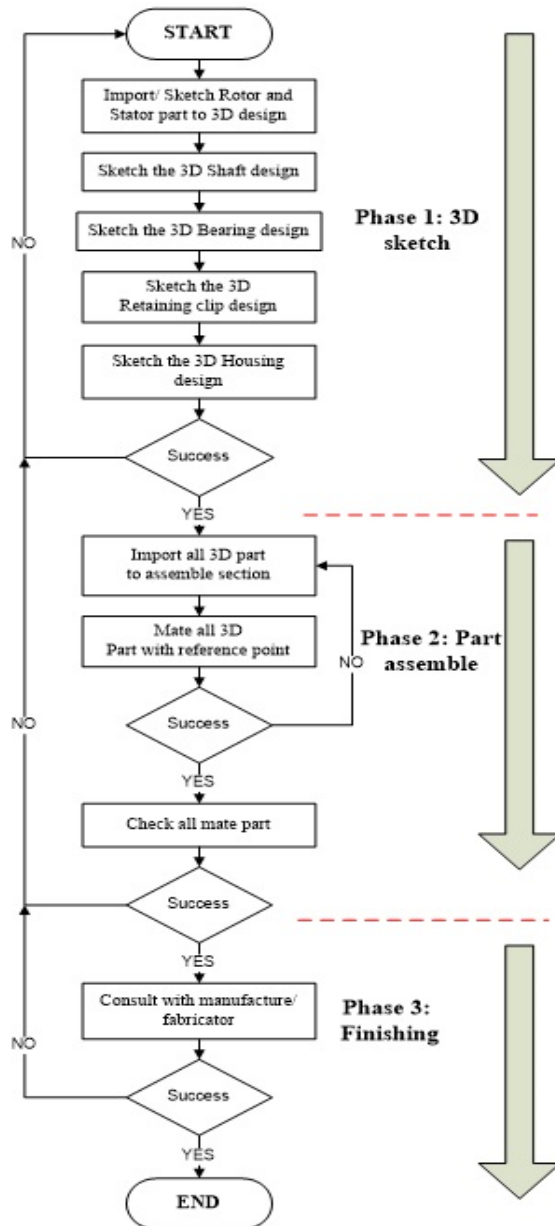 START
Import/ Sketch Rotor and
Stator part to 3D design
Sketch the 3D Shaft design
Sketch the 3D Bearing design
Sketch the 3D
Retaining clip design
Sketch the 3D Housing
design
Success
NO
YES
Phase 1: 3D
sketch
Import all 3D part
to assemble section
Mate all 3D
Part with reference point
Success
NO
YES
Check all mate part
Success
NO
YES
Phase 2: Part
assemble
Consult with manufacture/
fabricator
Success
NO
YES
END
Phase 3:
Finishing